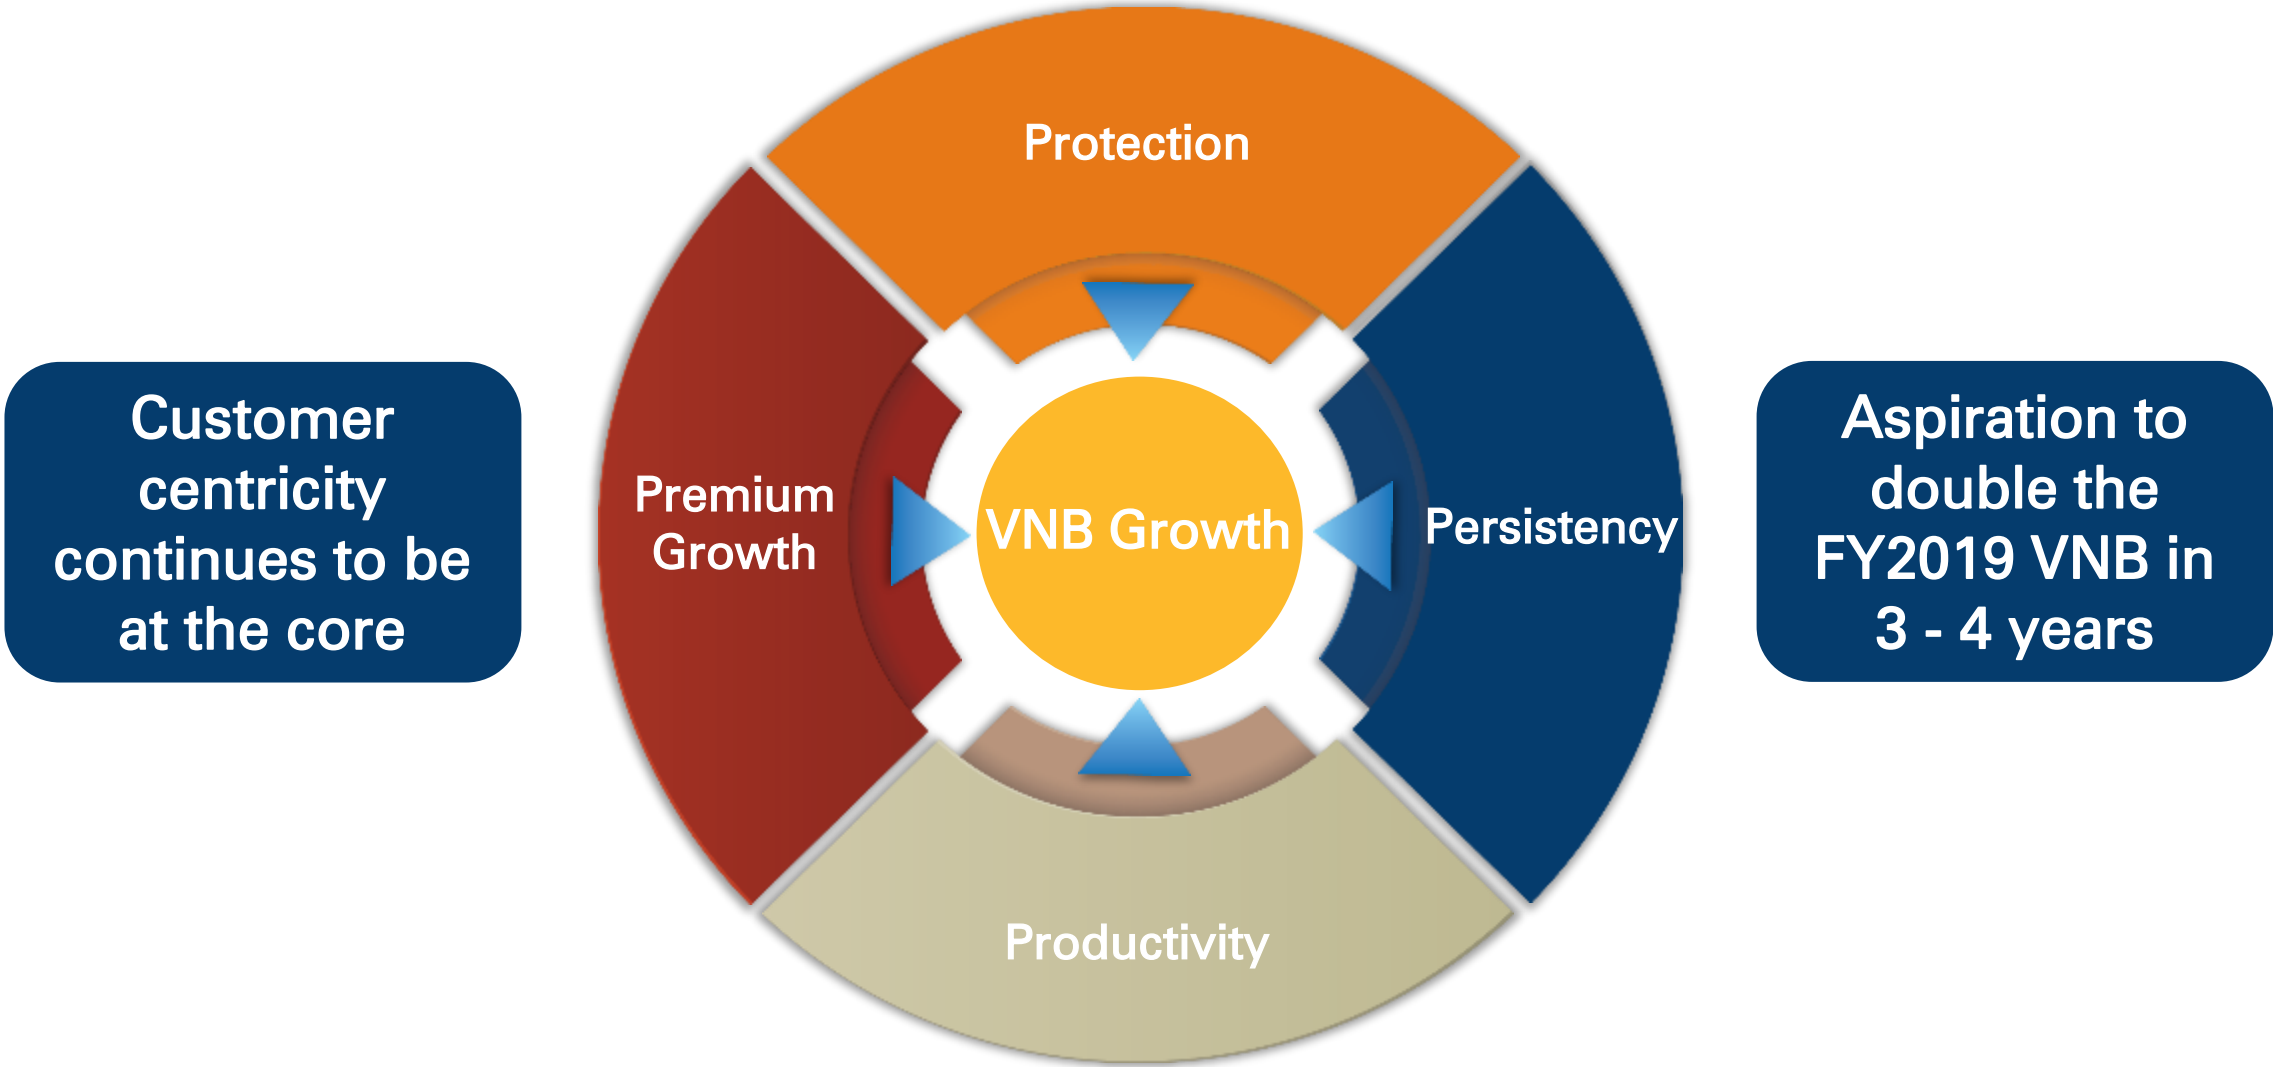 Protection
Customer
centricity
continues to be
at the core
Premium
Growth
VNB Growth
Persistency
Aspiration to
double the
FY2019 VNB in
3 - 4 years
Productivity